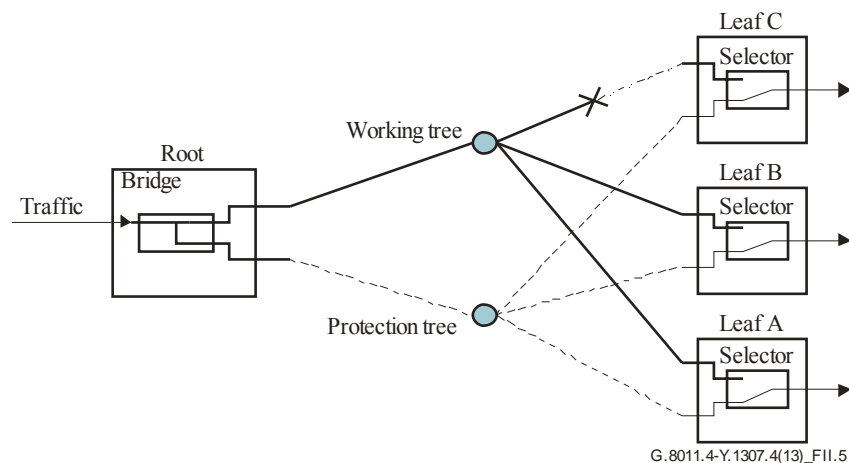 Leaf C
Selector
Working tree
Root
Bridge
Traffic
Leaf B
Selector
Protection tree
Leaf A
Selector
G.8011.4-Y.1307.4(13)_FII.5